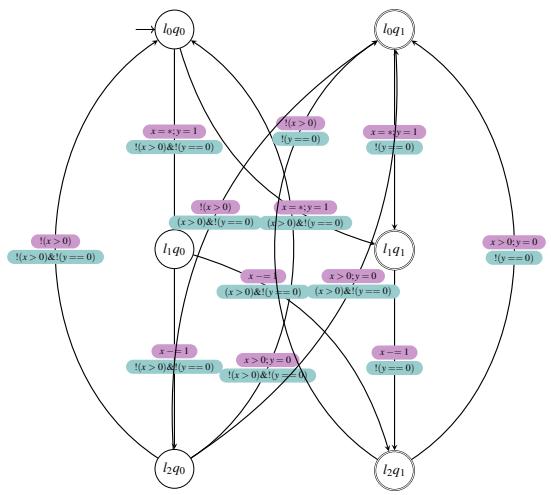 l0q0
l0q1
!(x > 0)
!(y == 0)
x = *; y = 1
!(x > 0)&!(y == 0)
x = *; y = 1
!(y == 0)
!(x > 0)
(x > 0)&!(y == 0)
x = *; y = 1
(x > 0)&!(y == 0)
!(x > 0)
!(x > 0)&!(y == 0)
l1q0
l1q1
x > 0; y = 0
!(y == 0)
x -= 1
(x > 0)&!(y == 0)
x > 0; y = 0
(x > 0)&!(y == 0)
x -= 1
!(x > 0)&!(y == 0)
x > 0; y = 0
!(x > 0)&!(y == 0)
x -= 1
!(y == 0)
l2q0
l2q1